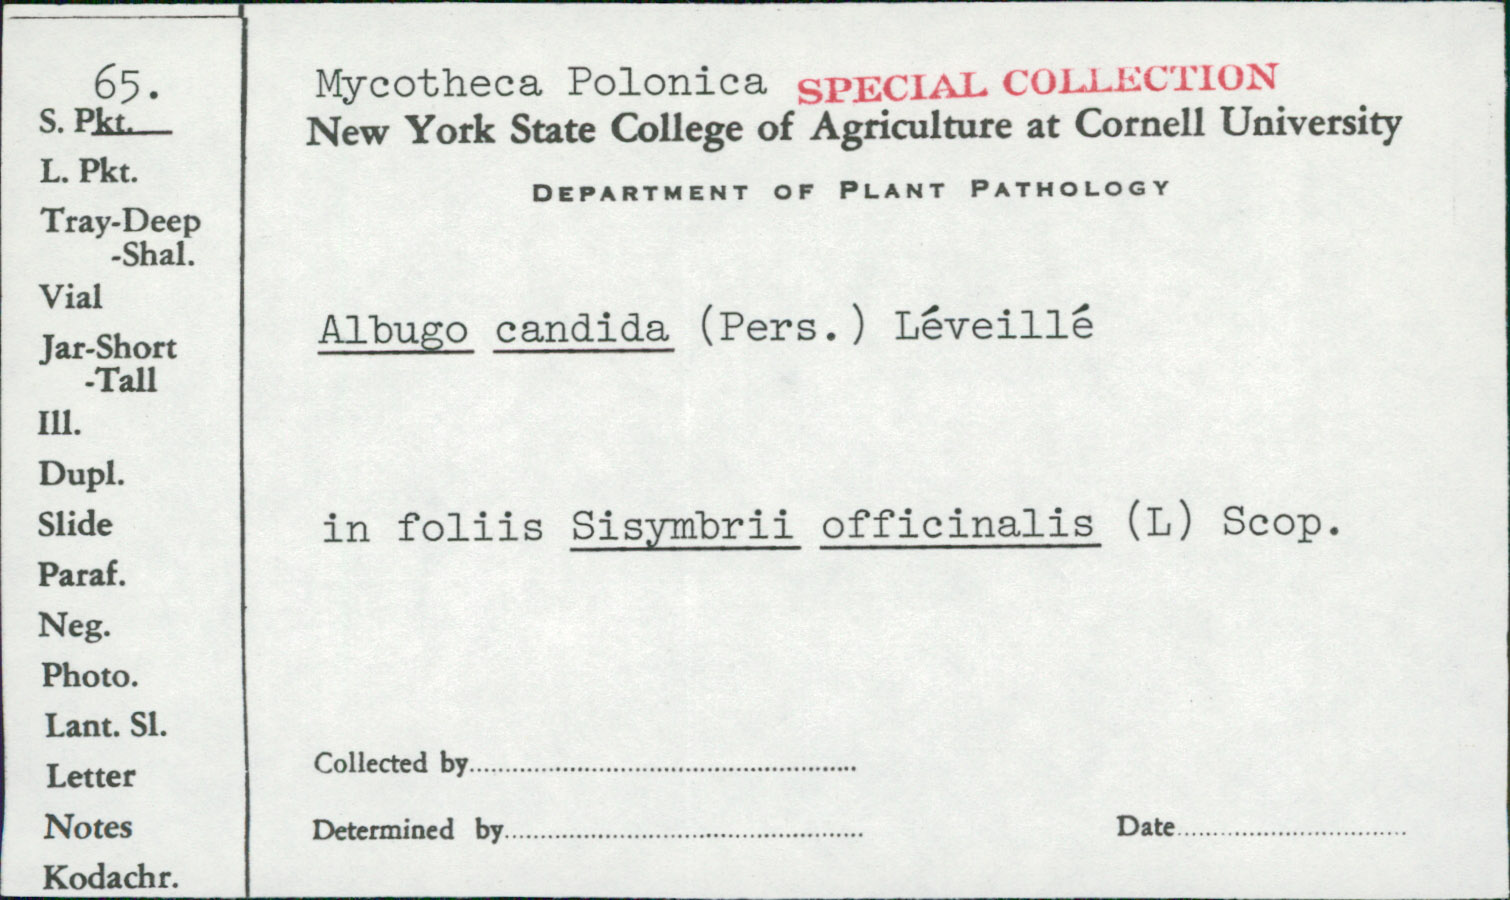 65.
S. Pkt.
L. Pkt.
Tray-Deep
-Shal.
Vial
Jar-Short
-Tall
Ill.
Dupl.
Slide
Paraf.
Neg.
Photo.
Lant. Sl.
Letter
Notes
Kodachr.
Mycotheca Polonica SPECIAL COLLECTION
New York State College of Agriculture at Cornell University
DEPARTMENT OF PLANT PATHOLOGY
Albugo candida (Pers.) Léveillé
in foliis Sisymbrii officinalis (L) Scop.
Collected by
Determined by
Date